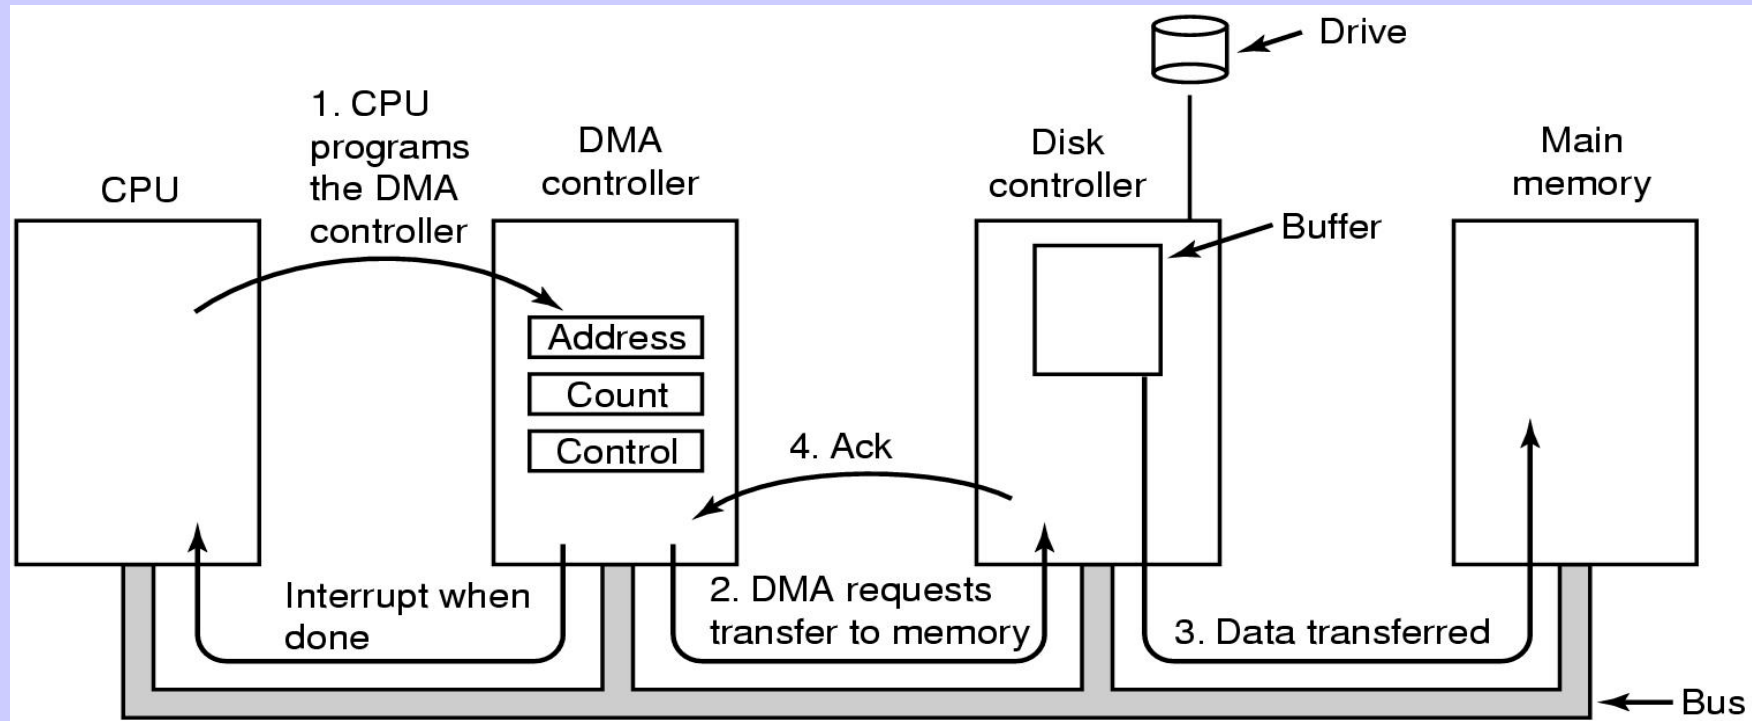 Drive
1. CPU
programs
the DMA
controller
DMA
controller
Disk
controller
Main
memory
CPU
Buffer
Address
Count
Control
4. Ack
Interrupt when
done
2. DMA requests
transfer to memory
3. Data transferred
Bus